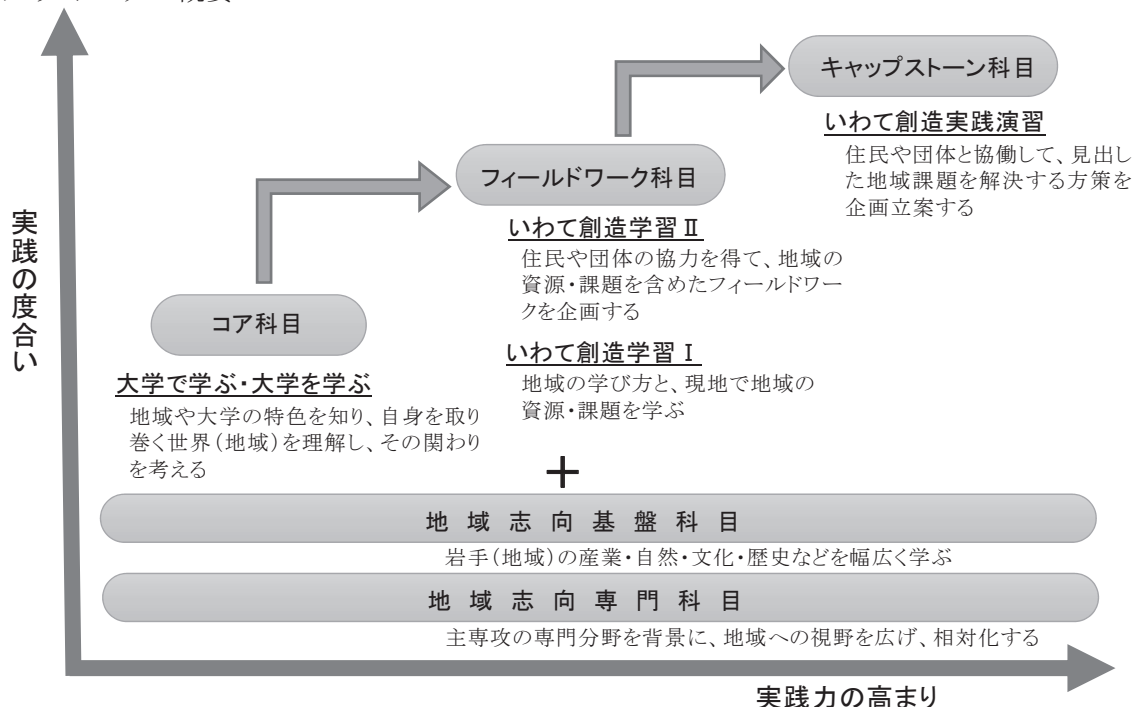 キャップストーン科目
いわて創造実践演習
住民や団体と協働して、見出し
た地域課題を解決する方策を
企画立案する
フィールドワーク科目
いわて創造学習Ⅱ
住民や団体の協力を得て、地域の
資源・課題を含めたフィールドワー
クを企画する
いわて創造学習Ⅰ
地域の学び方と、現地で地域の
資源・課題を学ぶ
コア科目
大学で学ぶ・大学を学ぶ
地域や大学の特色を知り、自身を取り
巻く世界(地域)を理解し、その関わり
を考える
+
地域志向基盤科目
岩手(地域)の産業・自然・文化・歴史などを幅広く学ぶ
地域志向専門科目
主専攻の専門分野を背景に、地域への視野を広げ、相対化する
実践の度合い
実践力の高まり